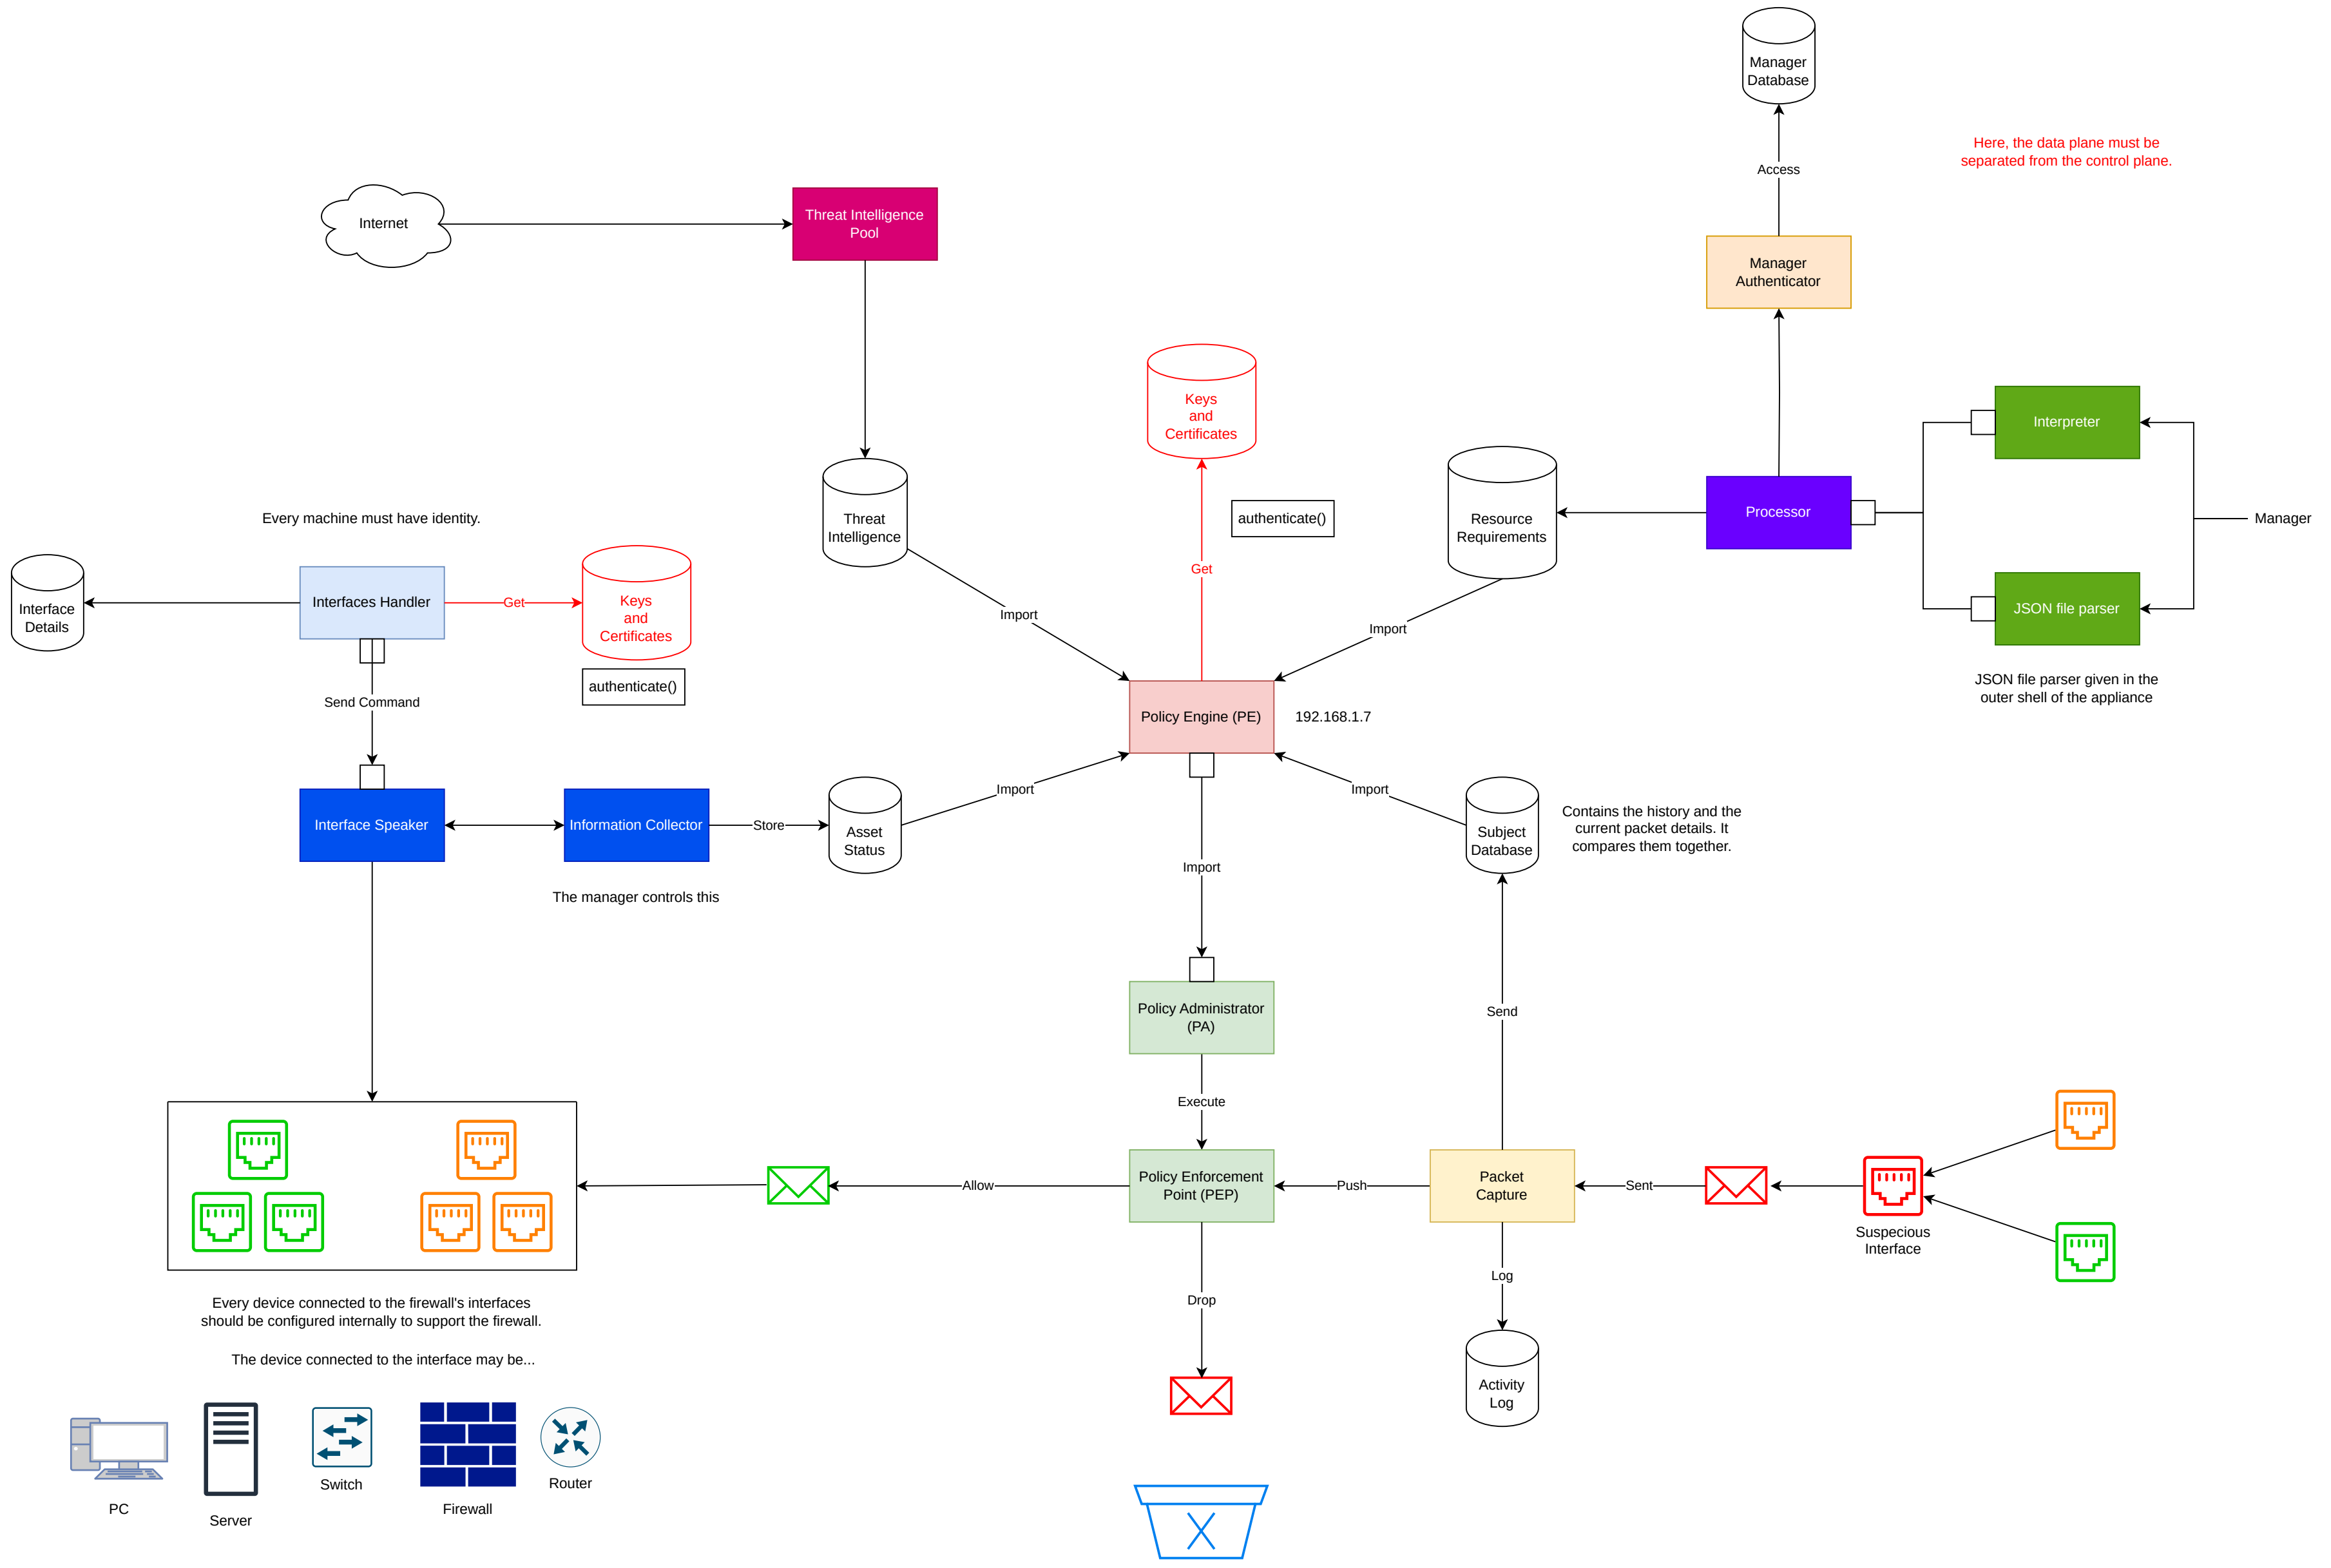 Manager
Database
Here, the data plane must be
separated from the control plane.
Access
Internet
Threat Intelligence
Pool
Manager
Authenticator
Keys
and
Certificates
Interpreter
Every machine must have identity.
Threat
Intelligence
authenticate()
Resource
Requirements
Processor
Manager
Get
Interface
Details
Interfaces Handler
Get
Keys
and
Certificates
Import
Import
JSON file parser
authenticate()
JSON file parser given in the
outer shell of the appliance
Send Command
Policy Engine (PE)
192.168.1.7
Import
Import
Interface Speaker
Information Collector
Store
Asset
Status
Subject
Database
Contains the history and the
current packet details. It
compares them together.
Import
The manager controls this
Policy Administrator
(PA)
Send
Execute
Allow
Policy Enforcement
Point (PEP)
Push
Packet
Capture
Sent
Suspecious
Interface
Log
Drop
Every device connected to the firewall's interfaces
should be configured internally to support the firewall.
The device connected to the interface may be...
Activity
Log
PC
Server
Switch
Firewall
Router